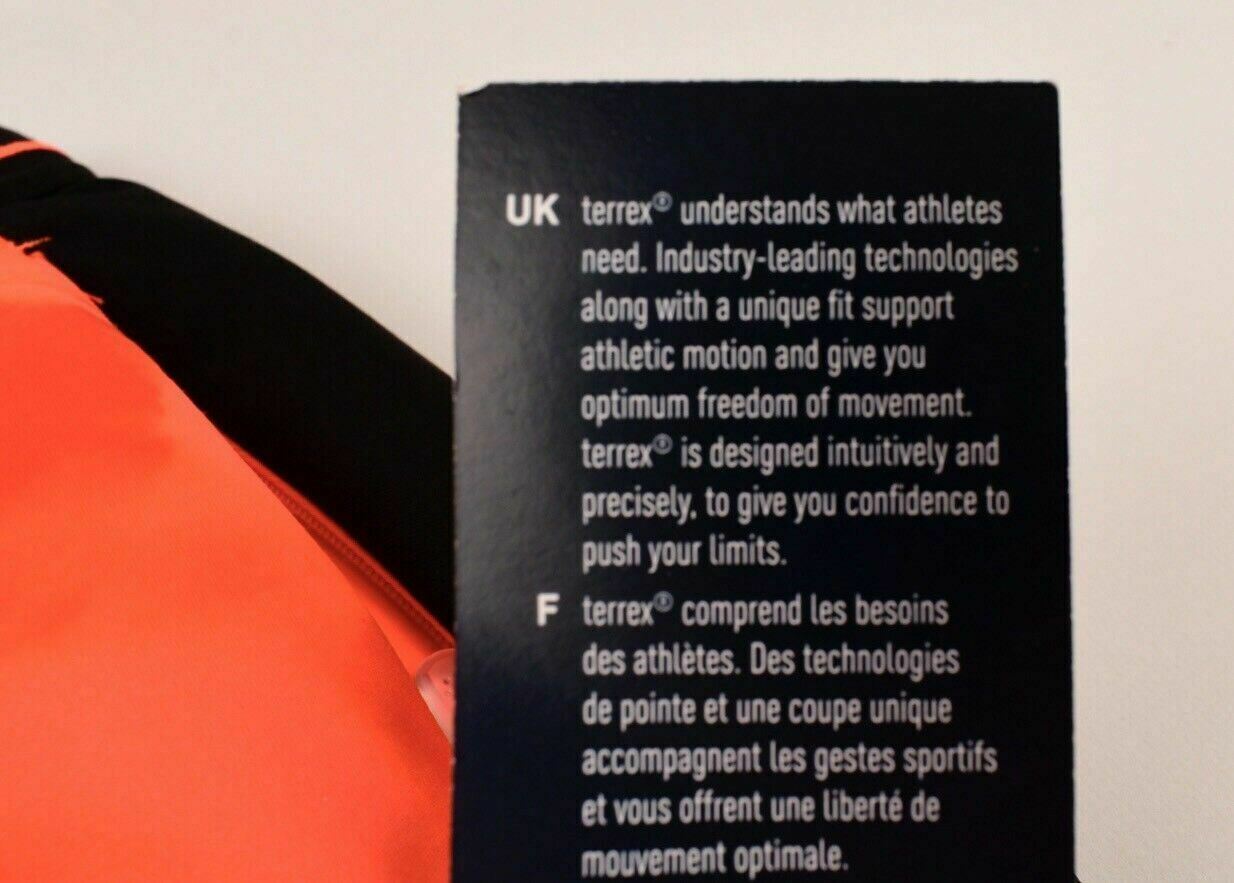 UK terrex® understands what athletes
need. Industry-leading technologies
along with a unique fit support
athletic motion and give you
optimum freedom of movement.
terrex® is designed intuitively and
precisely, to give you confidence to
push your limits.
F terrex® comprend les besoins
des athlètes. Des technologies
de pointe et une coupe unique
accompagnent les gestes sportifs
et vous offrent une liberté de
mouvement optimale.